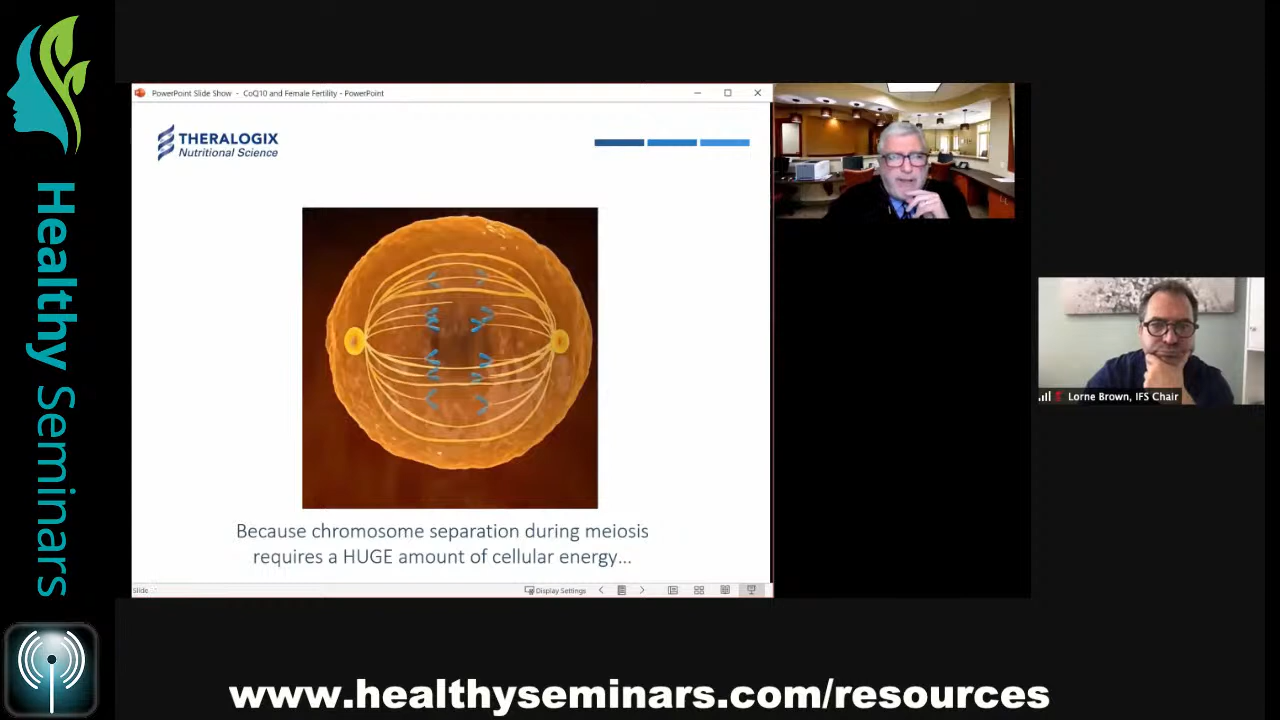 Healthy Seminars
PowerPoint Slide Show - CoQ10 and Female Fertility - PowerPoint
THERALOGIX
Nutritional Science
Because chromosome separation during meiosis
requires a HUGE amount of cellular energy...
Slide
Display Settings
Lorne Brown, IFS Chair
www.healthyseminars.com/resources